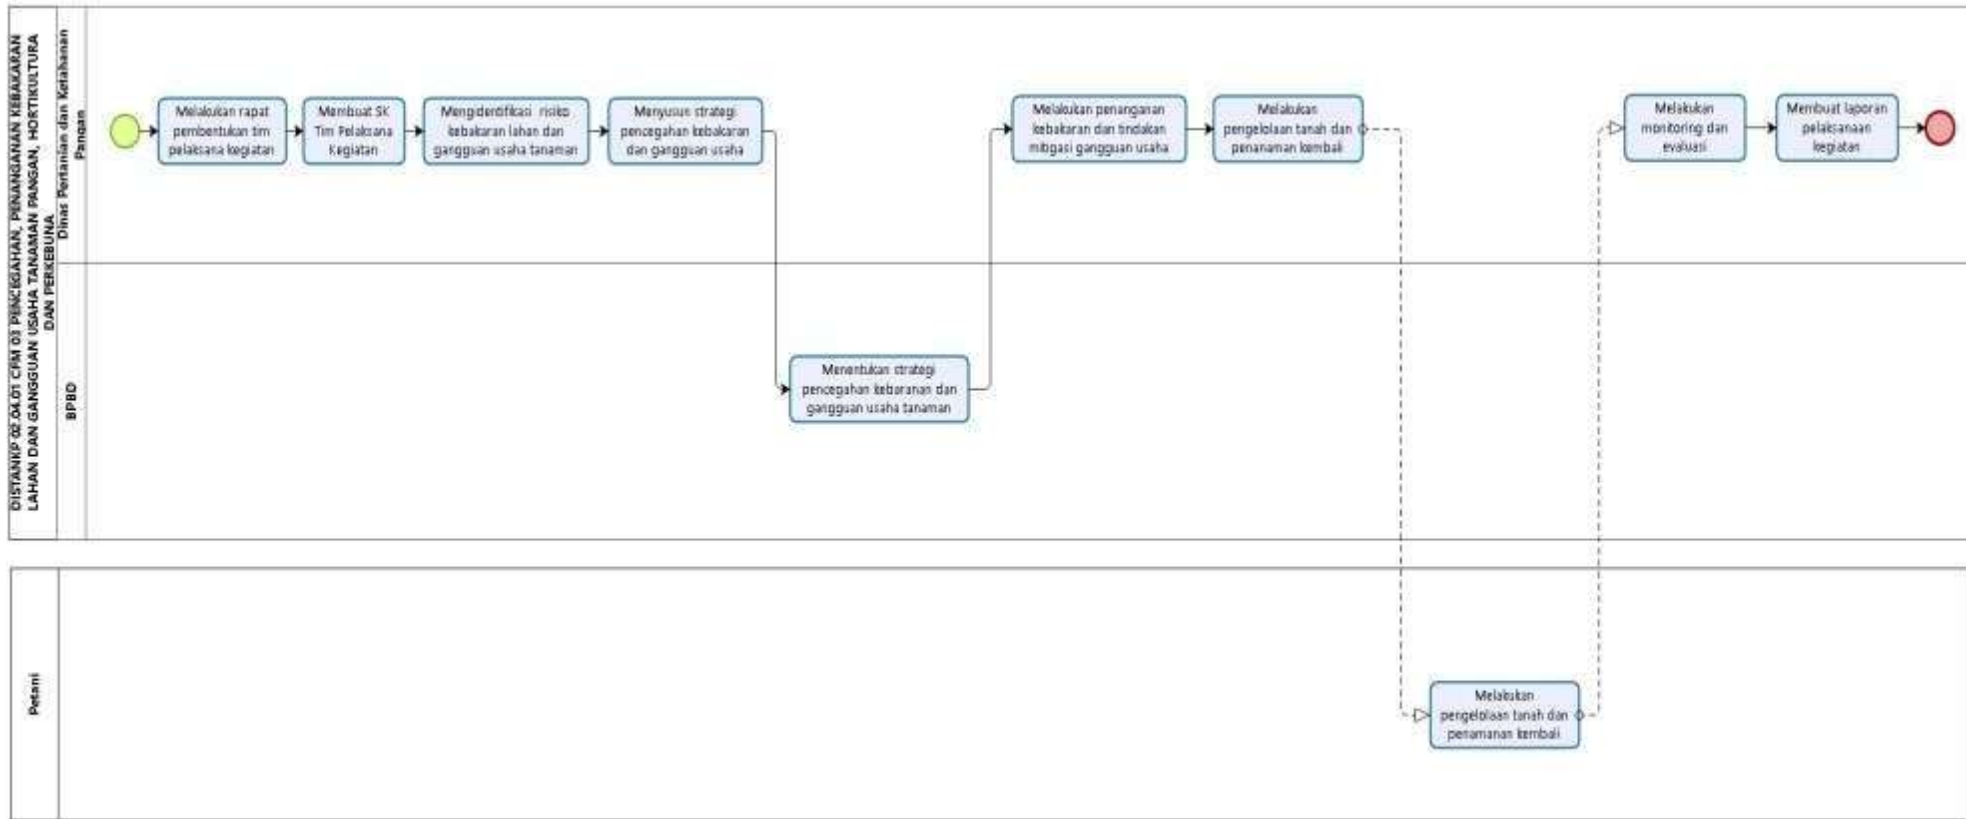 DISTANKP 02.04.01 CFM 03 PENCEGAHAN, PENANGANAN KEBAKARAN
LAHAN DAN GANGGUAN USAHA TANAMAN PANGAN, HORTIKULTURA
DAN PERKEBUNA
Dinas Pertanian dan Ketahanan
Pangan
Melakukan rapat
pembentukan tim
pelaksana kegiatan
Membuat SK
Tim Pelaksana
Kegiatan
Mengidentifikasi risiko
kebakaran lahan dan
gangguan usaha tanaman
Menyusun strategi
pencegahan kebakaran
dan gangguan usaha
Melakukan penanganan
kebakaran dan tindakan
mitigasi gangguan usaha
Melakukan
pengelolaan tanah dan
penanaman kembali
Melakukan
monitoring dan
evaluasi
Membuat laporan
pelaksanaan
kegiatan
BPBD
Menentukan strategi
pencegahan kebaranan dan
gangguan usaha tanaman
Petani
Melakukan
pengelolaan tanah dan
penamanan kembali